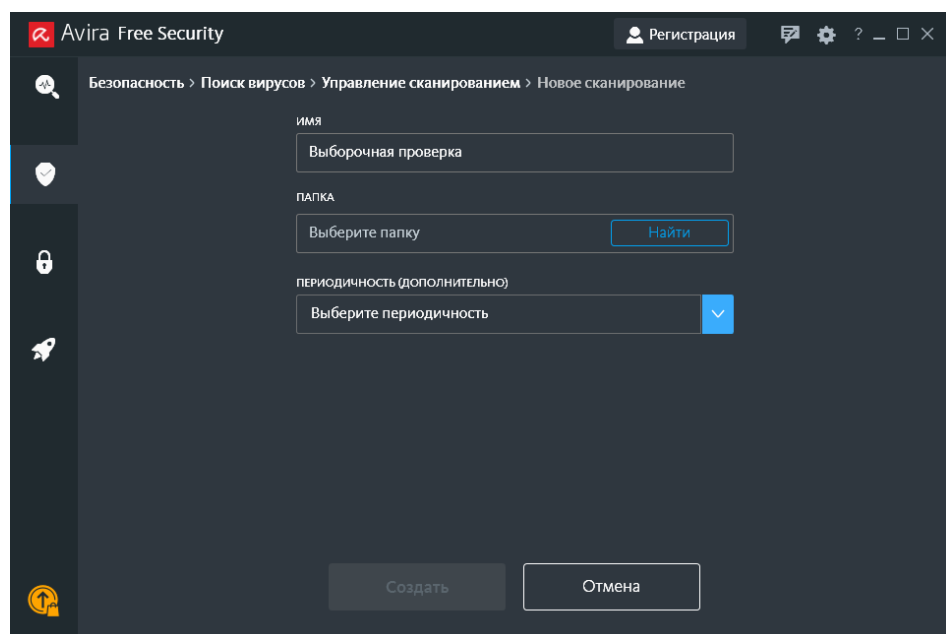 Avira Free Security
Регистрация
?
Безопасность > Поиск вирусов > Управление сканированием > Новое сканирование
ИМЯ
Выборочная проверка
ПАПКА
Выберите папку
Найти
ПЕРИОДИЧНОСТЬ (ДОПОЛНИТЕЛЬНО)
Выберите периодичность
Создать
Отмена